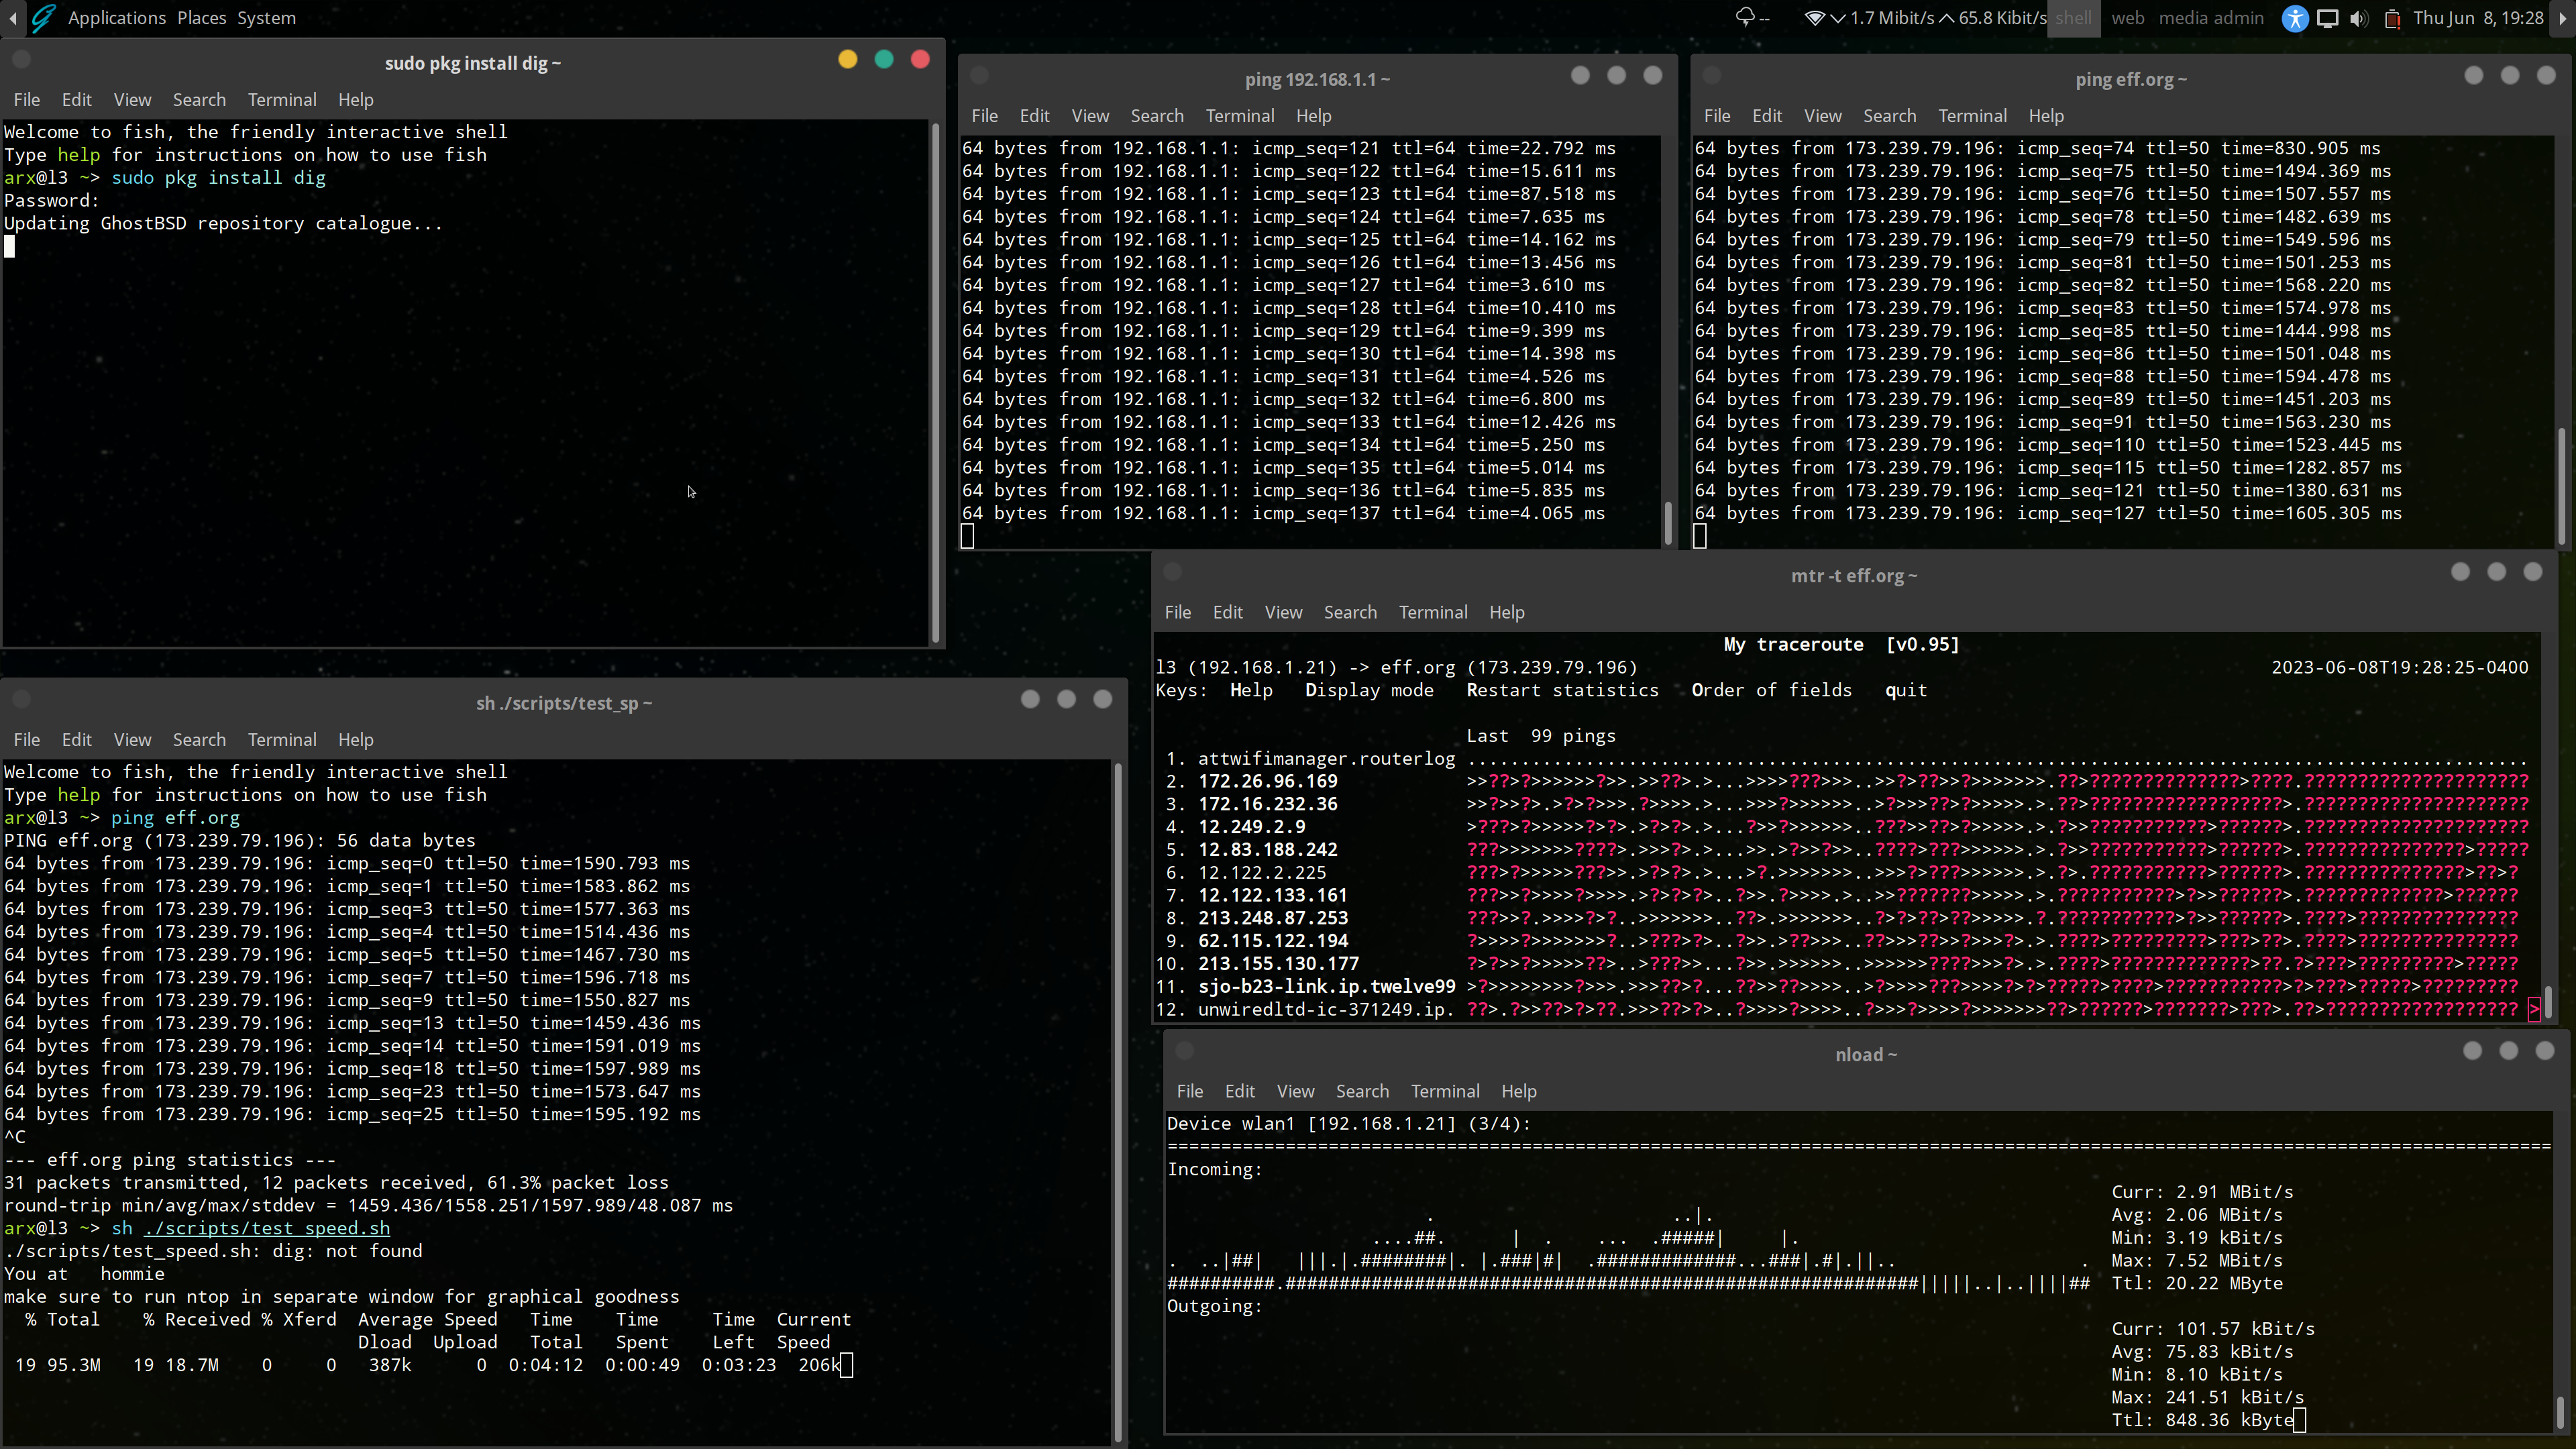 Applications Places System
-- 1.7 Mibit/s 65.8 Kibit/s shell web media admin Thu Jun 8, 19:28
sudo pkg install dig ~
File Edit View Search Terminal Help
Welcome to fish, the friendly interactive shell
Type help for instructions on how to use fish
arx@l3 ~> sudo pkg install dig
Password:
Updating GhostBSD repository catalogue...
ping 192.168.1.1 ~
File Edit View Search Terminal Help
64 bytes from 192.168.1.1: icmp_seq=121 ttl=64 time=22.792 ms
64 bytes from 192.168.1.1: icmp_seq=122 ttl=64 time=15.611 ms
64 bytes from 192.168.1.1: icmp_seq=123 ttl=64 time=87.518 ms
64 bytes from 192.168.1.1: icmp_seq=124 ttl=64 time=7.635 ms
64 bytes from 192.168.1.1: icmp_seq=125 ttl=64 time=14.162 ms
64 bytes from 192.168.1.1: icmp_seq=126 ttl=64 time=13.456 ms
64 bytes from 192.168.1.1: icmp_seq=127 ttl=64 time=3.610 ms
64 bytes from 192.168.1.1: icmp_seq=128 ttl=64 time=10.410 ms
64 bytes from 192.168.1.1: icmp_seq=129 ttl=64 time=9.399 ms
64 bytes from 192.168.1.1: icmp_seq=130 ttl=64 time=14.398 ms
64 bytes from 192.168.1.1: icmp_seq=131 ttl=64 time=4.526 ms
64 bytes from 192.168.1.1: icmp_seq=132 ttl=64 time=6.800 ms
64 bytes from 192.168.1.1: icmp_seq=133 ttl=64 time=12.426 ms
64 bytes from 192.168.1.1: icmp_seq=134 ttl=64 time=5.250 ms
64 bytes from 192.168.1.1: icmp_seq=135 ttl=64 time=5.014 ms
64 bytes from 192.168.1.1: icmp_seq=136 ttl=64 time=5.835 ms
64 bytes from 192.168.1.1: icmp_seq=137 ttl=64 time=4.065 ms
ping eff.org ~
File Edit View Search Terminal Help
64 bytes from 173.239.79.196: icmp_seq=74 ttl=50 time=830.905 ms
64 bytes from 173.239.79.196: icmp_seq=75 ttl=50 time=1494.369 ms
64 bytes from 173.239.79.196: icmp_seq=76 ttl=50 time=1507.557 ms
64 bytes from 173.239.79.196: icmp_seq=78 ttl=50 time=1482.639 ms
64 bytes from 173.239.79.196: icmp_seq=79 ttl=50 time=1549.596 ms
64 bytes from 173.239.79.196: icmp_seq=81 ttl=50 time=1501.253 ms
64 bytes from 173.239.79.196: icmp_seq=82 ttl=50 time=1568.220 ms
64 bytes from 173.239.79.196: icmp_seq=83 ttl=50 time=1574.978 ms
64 bytes from 173.239.79.196: icmp_seq=85 ttl=50 time=1444.998 ms
64 bytes from 173.239.79.196: icmp_seq=86 ttl=50 time=1501.048 ms
64 bytes from 173.239.79.196: icmp_seq=88 ttl=50 time=1594.478 ms
64 bytes from 173.239.79.196: icmp_seq=89 ttl=50 time=1451.203 ms
64 bytes from 173.239.79.196: icmp_seq=91 ttl=50 time=1563.230 ms
64 bytes from 173.239.79.196: icmp_seq=110 ttl=50 time=1523.445 ms
64 bytes from 173.239.79.196: icmp_seq=115 ttl=50 time=1282.857 ms
64 bytes from 173.239.79.196: icmp_seq=121 ttl=50 time=1380.631 ms
64 bytes from 173.239.79.196: icmp_seq=127 ttl=50 time=1605.305 ms
sh ./scripts/test_sp ~
File Edit View Search Terminal Help
Welcome to fish, the friendly interactive shell
Type help for instructions on how to use fish
arx@l3 ~> ping eff.org
PING eff.org (173.239.79.196): 56 data bytes
64 bytes from 173.239.79.196: icmp_seq=0 ttl=50 time=1590.793 ms
64 bytes from 173.239.79.196: icmp_seq=1 ttl=50 time=1583.862 ms
64 bytes from 173.239.79.196: icmp_seq=3 ttl=50 time=1577.363 ms
64 bytes from 173.239.79.196: icmp_seq=4 ttl=50 time=1514.436 ms
64 bytes from 173.239.79.196: icmp_seq=5 ttl=50 time=1467.730 ms
64 bytes from 173.239.79.196: icmp_seq=7 ttl=50 time=1596.718 ms
64 bytes from 173.239.79.196: icmp_seq=9 ttl=50 time=1550.827 ms
64 bytes from 173.239.79.196: icmp_seq=13 ttl=50 time=1459.436 ms
64 bytes from 173.239.79.196: icmp_seq=14 ttl=50 time=1591.019 ms
64 bytes from 173.239.79.196: icmp_seq=18 ttl=50 time=1597.989 ms
64 bytes from 173.239.79.196: icmp_seq=23 ttl=50 time=1573.647 ms
64 bytes from 173.239.79.196: icmp_seq=25 ttl=50 time=1595.192 ms
^C
--- eff.org ping statistics ---
31 packets transmitted, 12 packets received, 61.3% packet loss
round-trip min/avg/max/stddev = 1459.436/1558.251/1597.989/48.087 ms
arx@l3 ~> sh ./scripts/test_speed.sh
./scripts/test_speed.sh: dig: not found
You at hommie
make sure to run ntop in separate window for graphical goodness
% Total % Received % Xferd Average Speed Time Time Time Current
Dload Upload Total Spent Left Speed
19 95.3M 19 18.7M 0 0 387k 0 0:04:12 0:00:49 0:03:23 206k
mtr -t eff.org ~
File Edit View Search Terminal Help
My traceroute [v0.95]
l3 (192.168.1.21) -> eff.org (173.239.79.196) 2023-06-08T19:28:25-0400
Keys: Help Display mode Restart statistics Order of fields quit
Last 99 pings
1. attwifimanager.routerlog
2. 172.26.96.169
3. 172.16.232.36
4. 12.249.2.9
5. 12.83.188.242
6. 12.122.2.225
7. 12.122.133.161
8. 213.248.87.253
9. 62.115.122.194
10. 213.155.130.177
11. sjo-b23-link.ip.twelve99
12. unwiredltd-ic-371249.ip.
nload ~
File Edit View Search Terminal Help
Device wlan1 [192.168.1.21] (3/4):
Incoming:
Curr: 2.91 MBit/s
Avg: 2.06 MBit/s
Min: 3.19 kBit/s
Max: 7.52 MBit/s
Ttl: 20.22 MByte
Outgoing:
Curr: 101.57 kBit/s
Avg: 75.83 kBit/s
Min: 8.10 kBit/s
Max: 241.51 kBit/s
Ttl: 848.36 kByte